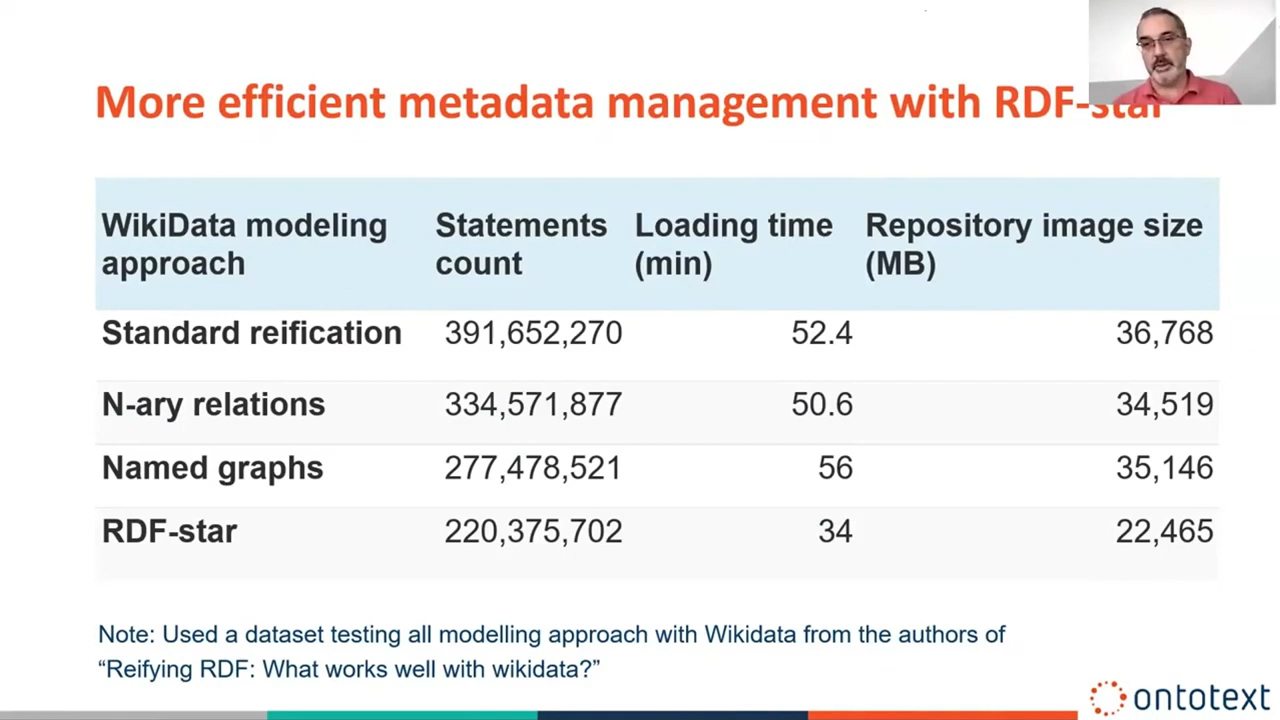 More efficient metadata management with RDF-star
WikiData modeling approach Statements count Loading time (min) Repository image size (MB)
Standard reification 391,652,270 52.4 36,768
N-ary relations 334,571,877 50.6 34,519
Named graphs 277,478,521 56 35,146
RDF-star 220,375,702 34 22,465
Note: Used a dataset testing all modelling approach with Wikidata from the authors of
“Reifying RDF: What works well with wikidata?”
ontotext